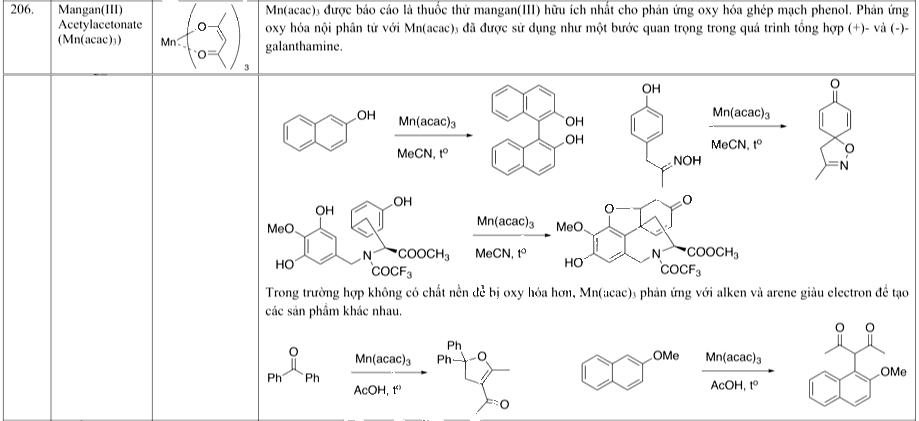 206.
Mangan(III)
Acetylacetonate
(Mn(acac)₃)
Mn
O
O
3
Mn(acac)₃ được báo cáo là thuốc thử mangan(III) hữu ích nhất cho phản ứng oxy hóa ghép mạch phenol. Phản ứng
oxy hóa nội phân tử với Mn(acac)₃ đã được sử dụng như một bước quan trọng trong quá trình tổng hợp (+)- và (-)-
galanthamine.
OH
Mn(acac)₃
MeCN, tº
OH
OH
OH
NOH
Mn(acac)₃
MeCN, tº
O
O
N
OH
MeO
HO
OH
N
COOCH₃
COCF₃
Mn(acac)₃
MeCN, tº
O
O
MeO
HO
N
COOCH₃
COCF₃
Trong trường hợp không có chất nền dễ bị oxy hóa hơn, Mn(acac)₃ phản ứng với alken và arene giàu electron để tạo
các sản phẩm khác nhau.
O
Ph
Ph
Mn(acac)₃
AcOH, tº
Ph
Ph
O
O
OMe
Mn(acac)₃
AcOH, tº
O
O
OMe